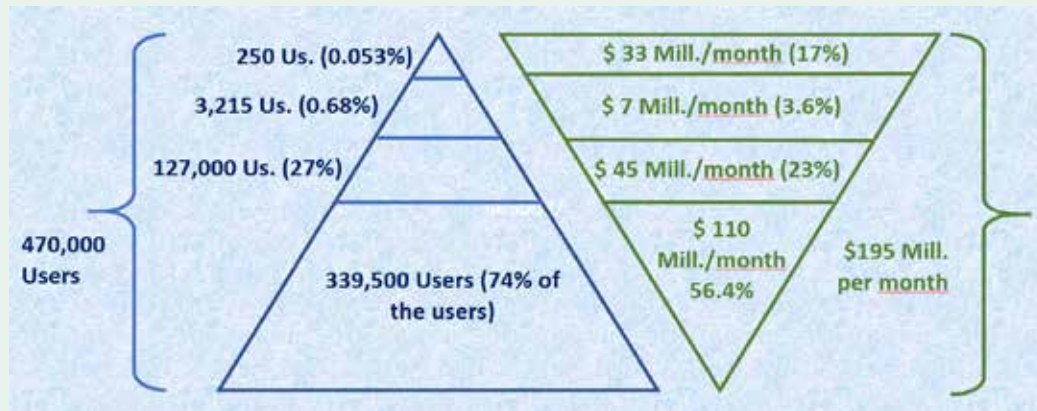 250 Us. (0.053%)
3,215 Us. (0.68%)
127,000 Us. (27%)
470,000
Users
339,500 Users (74% of
the users)
$ 33 Mill./month (17%)
$ 7 Mill./month (3.6%)
$ 45 Mill./month (23%)
$ 110
Mill./month
56.4%
$195 Mill.
per month